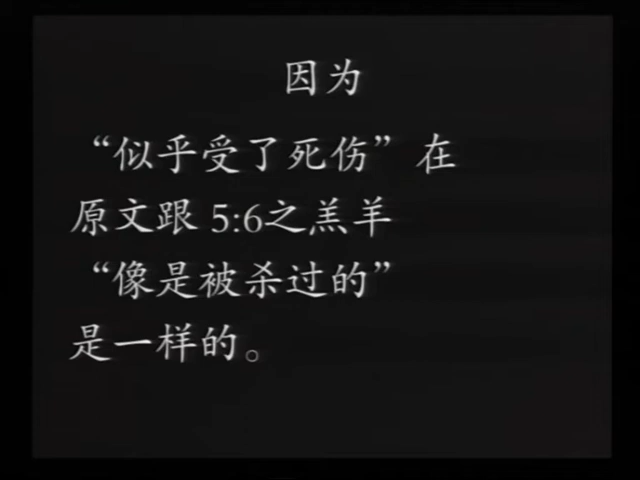 因为
“似乎受了死伤”在
原文跟 5:6之羔羊
“像是被杀过的”
是一样的。